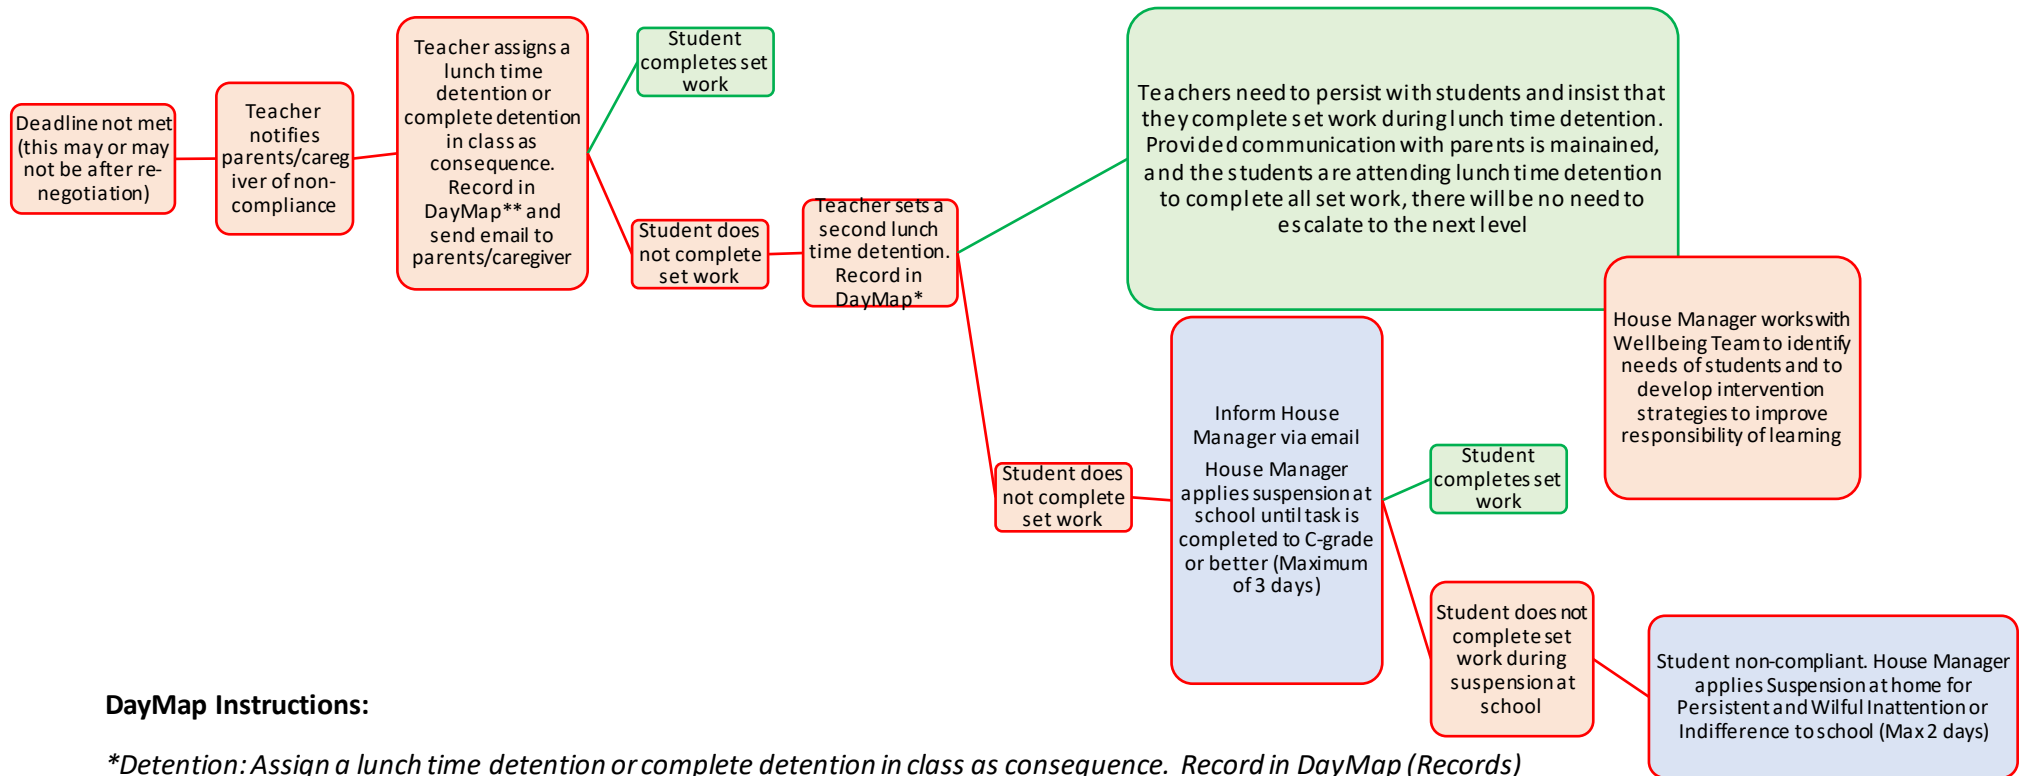 Deadline not met
(this may or may
not be after re-
negotiation)
Teacher
notifies
parents/careg
iver of non-
compliance
Teacher assigns a
lunch time
detention or
complete detention
in class as
consequence.
Record in
DayMap** and
send email to
parents/caregiver
Student
completes set
work
Student does
not complete
set work
Teacher sets a
second lunch
time detention.
Record in
DayMap*
Teachers need to persist with students and insist that
they complete set work during lunch time detention.
Provided communication with parents is mainained,
and the students are attending lunch time detention
to complete all set work, there will be no need to
escalate to the next level
House Manager works with
Wellbeing Team to identify
needs of students and to
develop intervention
strategies to improve
responsibility of learning
Student does
not complete
set work
Inform House
Manager via email
House Manager
applies suspension at
school until task is
completed to C-grade
or better (Maximum
of 3 days)
Student
completes set
work
Student does not
complete set
work during
suspension at
school
Student non-compliant. House Manager
applies Suspension at home for
Persistent and Wilful Inattention or
Indifference to school (Max 2 days)
DayMap Instructions:
*Detention: Assign a lunch time detention or complete detention in class as consequence. Record in DayMap (Records)